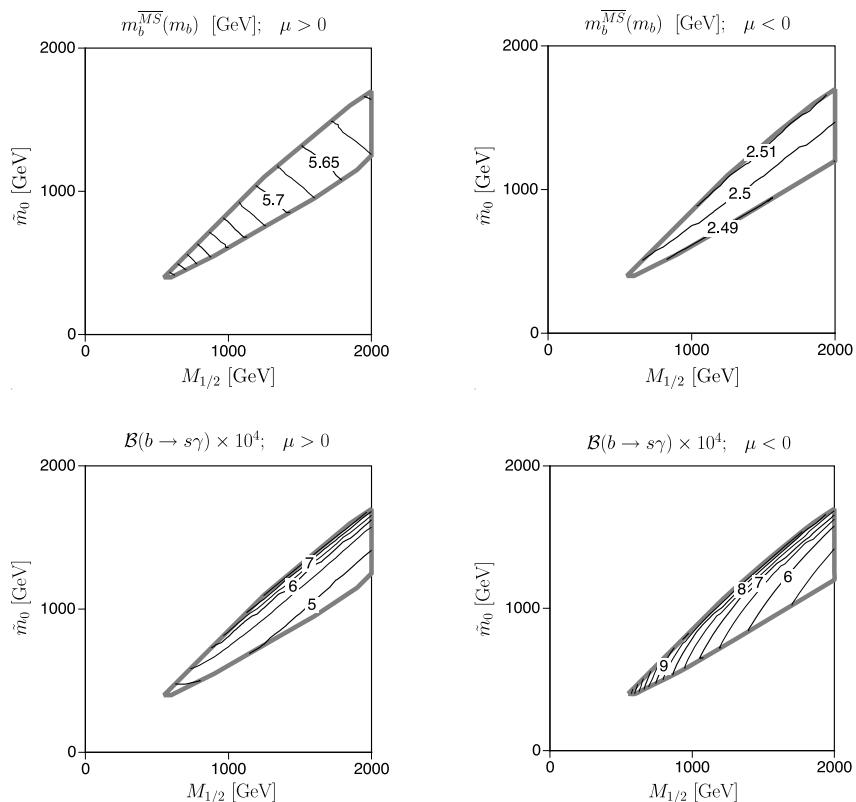 m_b^{\overline{MS}}(m_b) [GeV]; μ > 0
2000
1000
0
m̃_0 [GeV]
5.65
5.7
0 1000 2000
M_{1/2} [GeV]
m_b^{\overline{MS}}(m_b) [GeV]; μ < 0
2000
1000
0
m̃_0 [GeV]
2.51
2.5
2.49
0 1000 2000
M_{1/2} [GeV]
𝓑(b → sγ) × 10^4; μ > 0
2000
1000
0
m̃_0 [GeV]
7
6
5
0 1000 2000
M_{1/2} [GeV]
𝓑(b → sγ) × 10^4; μ < 0
2000
1000
0
m̃_0 [GeV]
8 7 6
9
0 1000 2000
M_{1/2} [GeV]